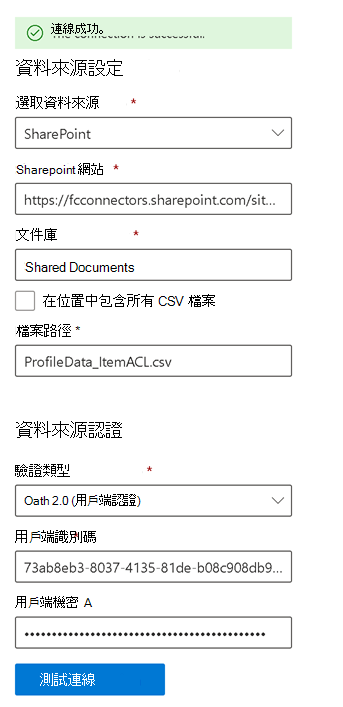 連線成功。
The connection is successful.
資料來源設定
選取資料來源 *
SharePoint
Sharepoint 網站 *
https://fcconnectors.sharepoint.com/sit...
文件庫 *
Shared Documents
在位置中包含所有 CSV 檔案
檔案路徑 *
ProfileData_ItemACL.csv
資料來源認證
驗證類型 *
Oath 2.0 (用戶端認證)
用戶端識別碼
73ab8eb3-8037-4135-81de-b08c908db9...
用戶端機密 A
••••••••••••••••••••••••••••••••••••••••
測試連線